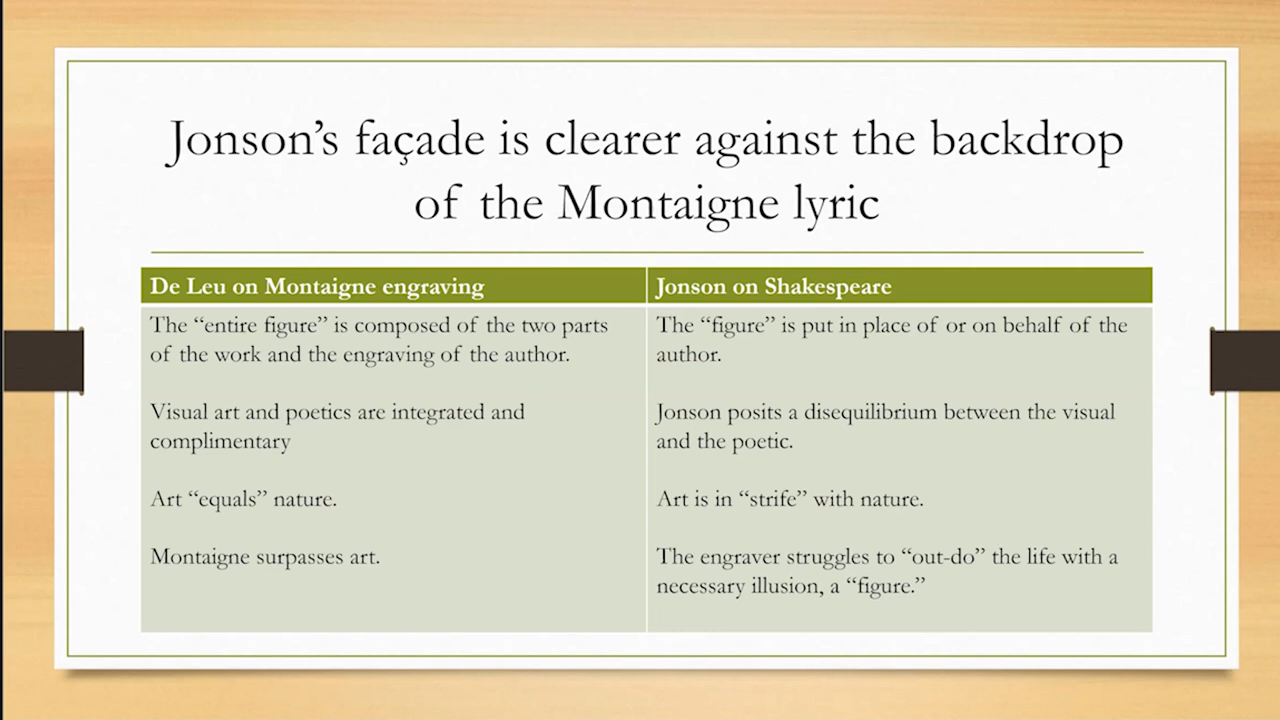 Jonson’s façade is clearer against the backdrop
of the Montaigne lyric
De Leu on Montaigne engraving
The “entire figure” is composed of the two parts
of the work and the engraving of the author.
Visual art and poetics are integrated and
complimentary
Art “equals” nature.
Montaigne surpasses art.
Jonson on Shakespeare
The “figure” is put in place of or on behalf of the
author.
Jonson posits a disequilibrium between the visual
and the poetic.
Art is in “strife” with nature.
The engraver struggles to “out-do” the life with a
necessary illusion, a “figure.”